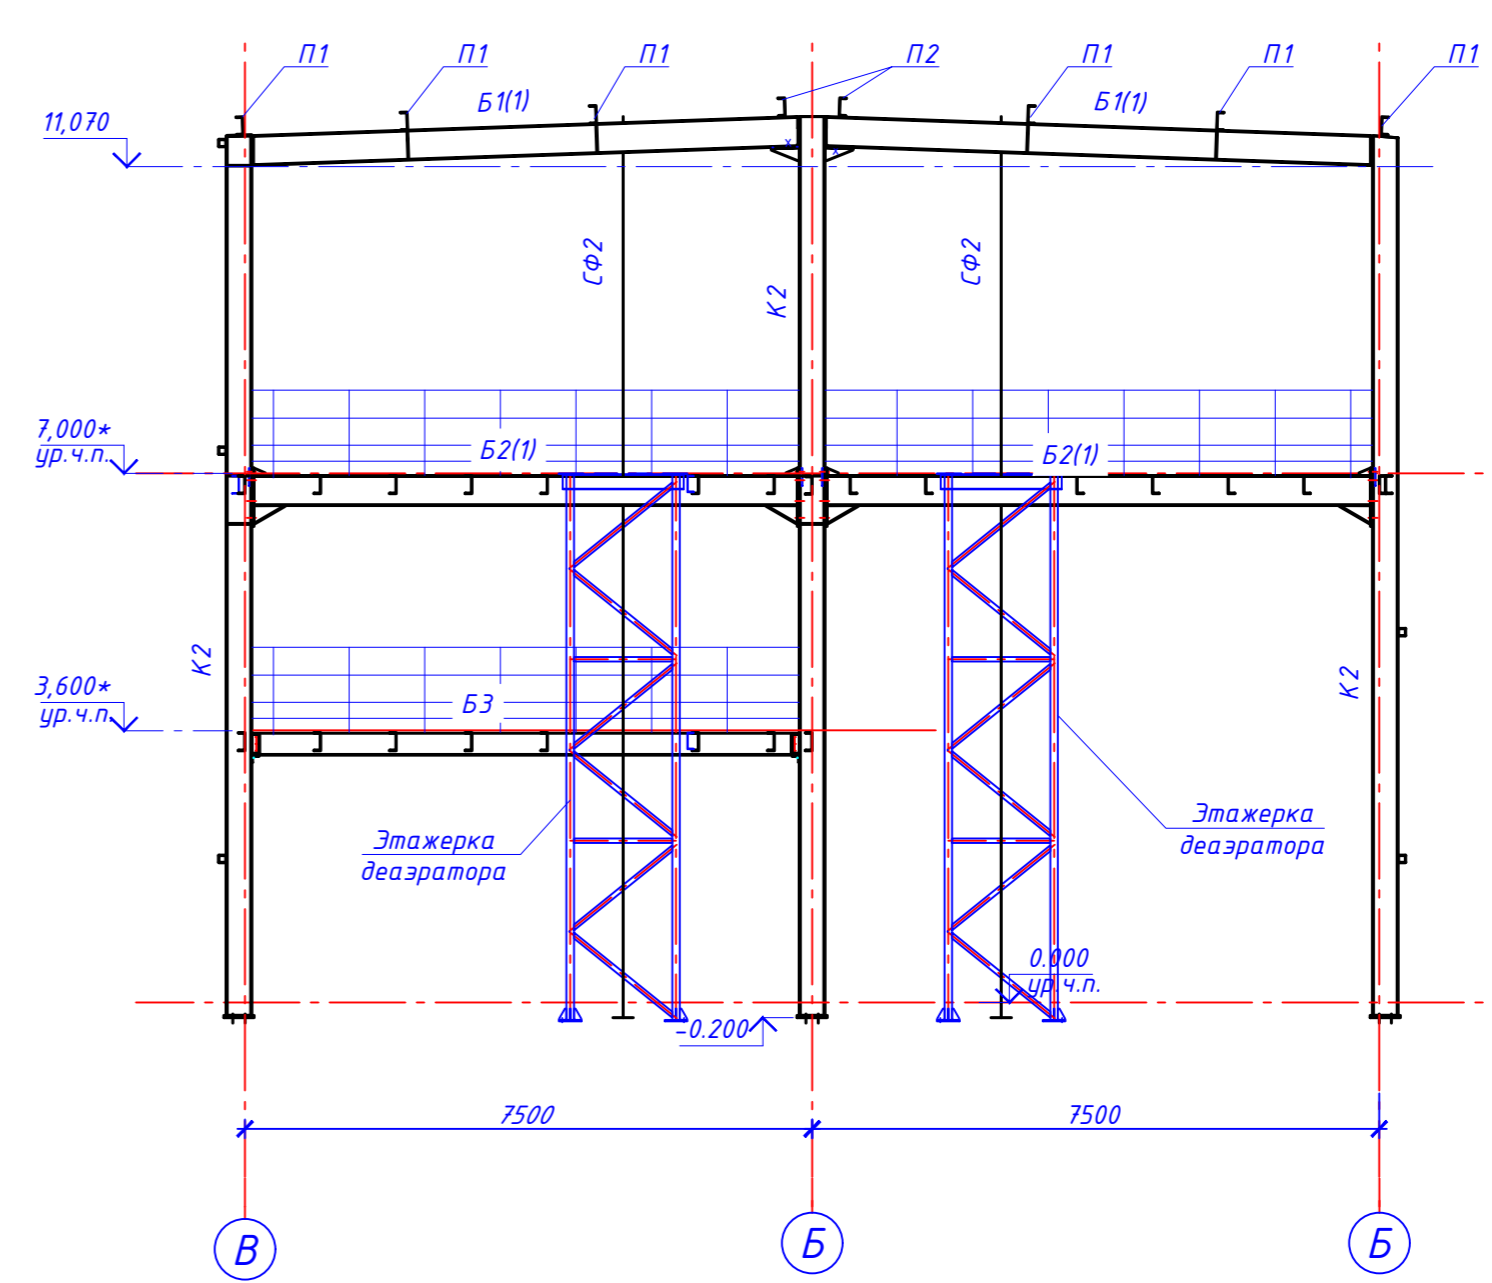 П1
П1
П1
П2
П1
П1
П1
Б1(1)
Б1(1)
11,070
СФ2
К2
СФ2
7,000*
ур.ч.п.
Б2(1)
Б2(1)
К2
К2
3,600*
ур.ч.п.
Б3
Этажерка
деаэратора
Этажерка
деаэратора
0.000
ур.ч.п.
-0.200
7500
7500
В
Б
Б